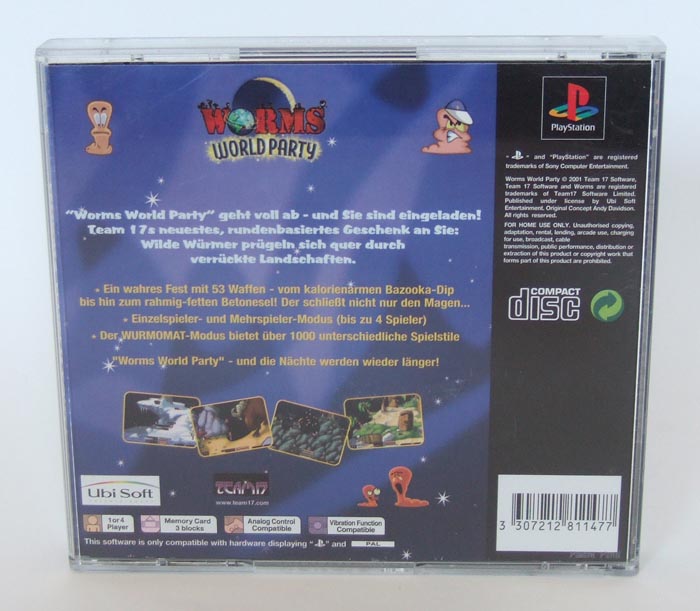 WORMS
WORLD PARTY
"Worms World Party" geht voll ab - und Sie sind eingeladen!
Team 17s neuestes, rundenbasiertes Geschenk an Sie:
Wilde Würmer prügeln sich quer durch
verrückte Landschaften.
• Ein wahres Fest mit 53 Waffen - vom kalorienarmen Bazooka-Dip
bis hin zum rahmig-fetten Betonesel! Der schließt nicht nur den Magen...
• Einzelspieler- und Mehrspieler-Modus (bis zu 4 Spieler)
• Der WURMOMAT-Modus bietet über 1000 unterschiedliche Spielstile
"Worms World Party" - und die Nächte werden wieder länger!
Ubi Soft
TEAM17
www.team17.com
1 or 4
Player
Memory Card
3 blocks
Analog Control
Compatible
Vibration Function
Compatible
This software is only compatible with hardware displaying " " and PAL
PlayStation
" " and "PlayStation" are registered
trademarks of Sony Computer Entertainment.
Worms World Party © 2001 Team 17 Software,
Team 17 Software and Worms are registered
trademarks of Team17 Software Limited.
Published under license by Ubi Soft
Entertainment. Original Concept Andy Davidson.
All rights reserved.
FOR HOME USE ONLY. Unauthorised copying,
adaptation, rental, lending, arcade use, charging
for use, broadcast, cable
transmission, public performance, distribution or
extraction of this product or copyright work that
forms part of this product are prohibited.
COMPACT
disc
3 307212 811477